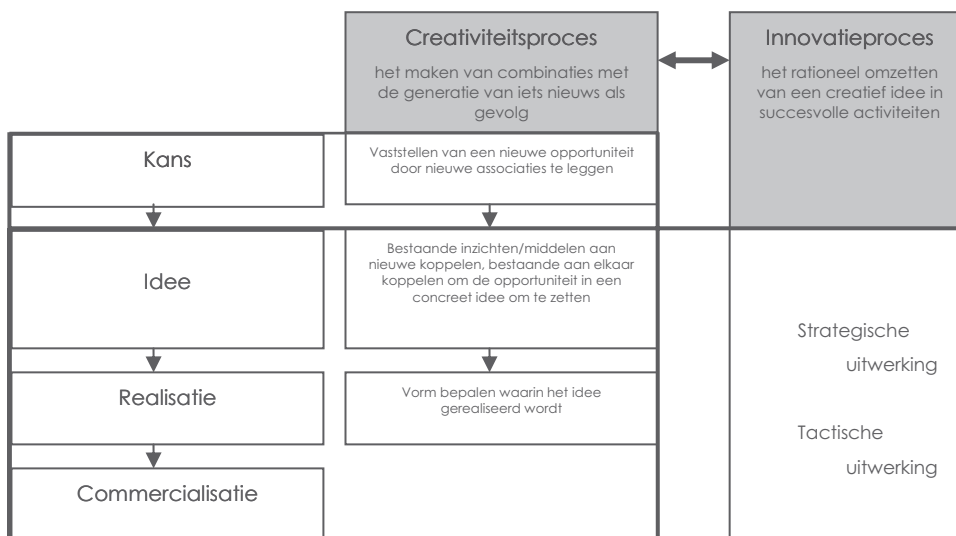 Creativiteitsproces
het maken van combinaties met
de generatie van iets nieuws als
gevolg
Innovatieproces
het rationeel omzetten
van een creatief idee in
succesvolle activiteiten
Kans
Vaststellen van een nieuwe opportuniteit
door nieuwe associaties te leggen
Idee
Bestaande inzichten/middelen aan
nieuwe koppelen, bestaande aan elkaar
koppelen om de opportuniteit in een
concreet idee om te zetten
Realisatie
Vorm bepalen waarin het idee
gerealiseerd wordt
Commercialisatie
Strategische
uitwerking
Tactische
uitwerking